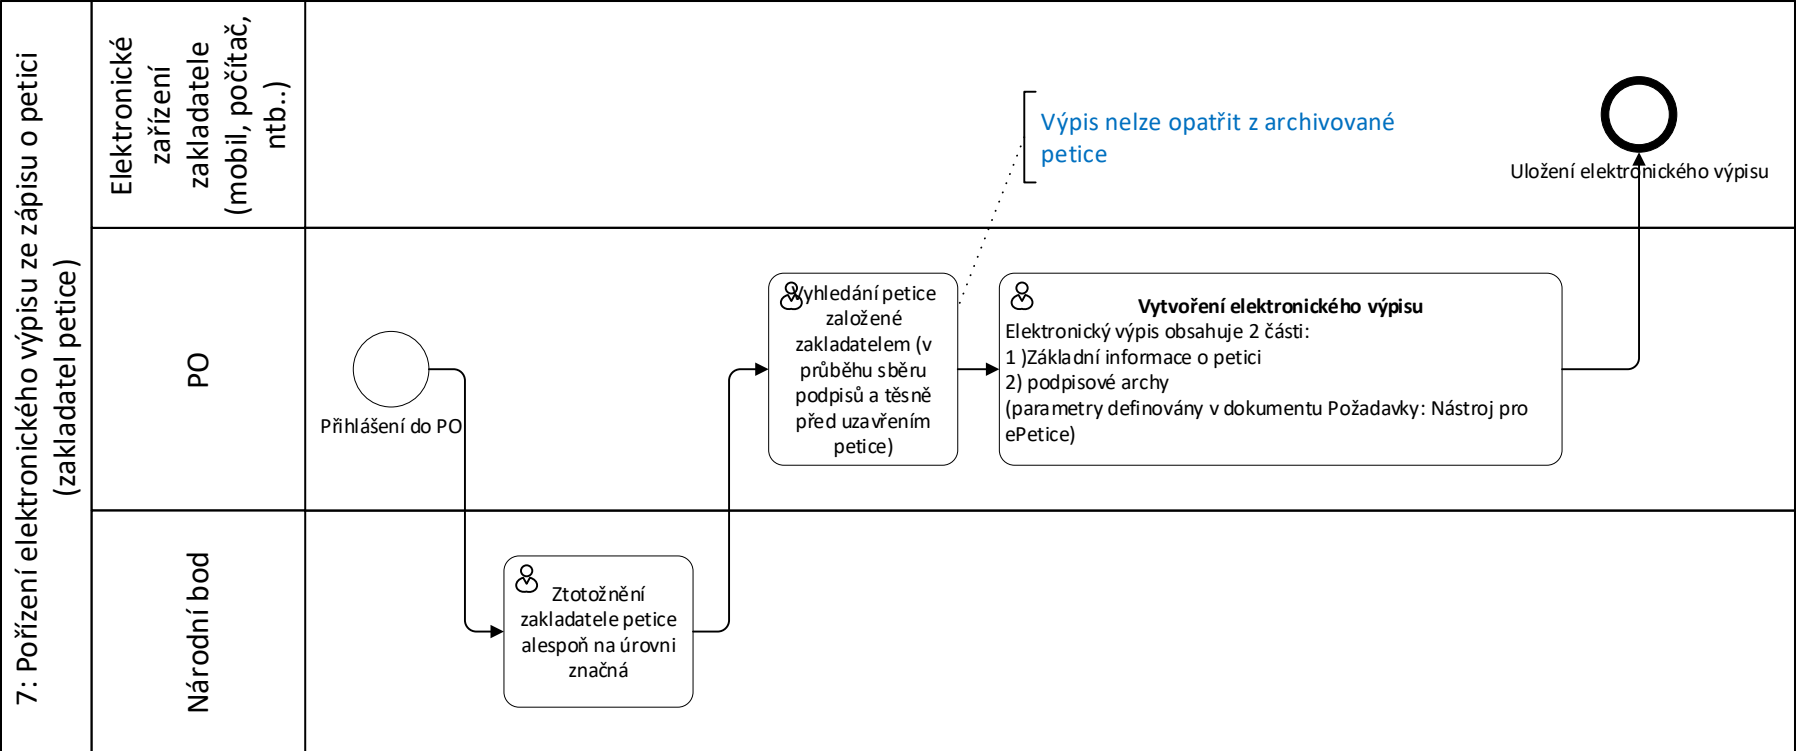 7: Pořízení elektronického výpisu ze zápisu o petici
(zakladatel petice)
Elektronické
zařízení
zakladatele
(mobil, počítač,
ntb..)
Výpis nelze opatřit z archivované
petice
Uložení elektronického výpisu
PO
Přihlášení do PO
Vyhledání petice
založené
zakladatelem (v
průběhu sběru
podpisů a těsně
před uzavřením
petice)
Vytvoření elektronického výpisu
Elektronický výpis obsahuje 2 části:
1 )Základní informace o petici
2) podpisové archy
(parametry definovány v dokumentu Požadavky: Nástroj pro
ePetice)
Národní bod
Ztotožnění
zakladatele petice
alespoň na úrovni
značná